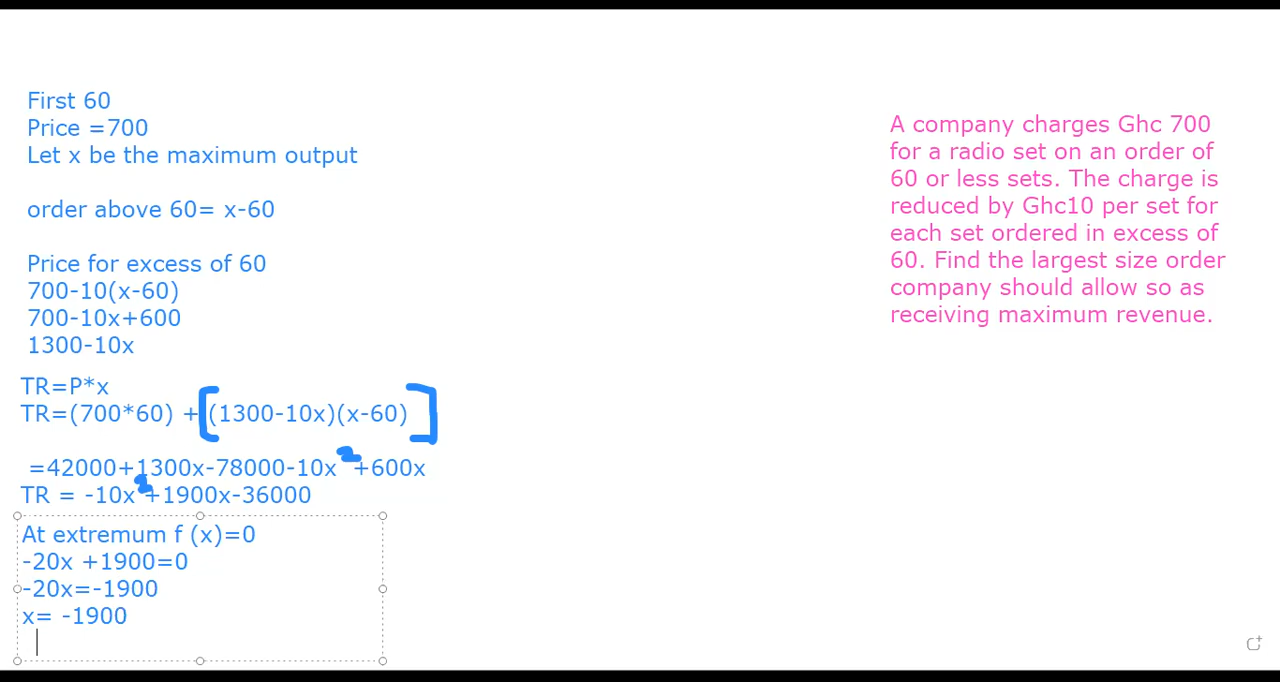 First 60
Price =700
Let x be the maximum output
order above 60= x-60
Price for excess of 60
700-10(x-60)
700-10x+600
1300-10x
TR=P*x
TR=(700*60) +[(1300-10x)(x-60)]
=42000+1300x-78000-10x²+600x
TR = -10x²+1900x-36000
At extremum f (x)=0
-20x +1900=0
-20x=-1900
x= -1900
A company charges Ghc 700
for a radio set on an order of
60 or less sets. The charge is
reduced by Ghc10 per set for
each set ordered in excess of
60. Find the largest size order
company should allow so as
receiving maximum revenue.